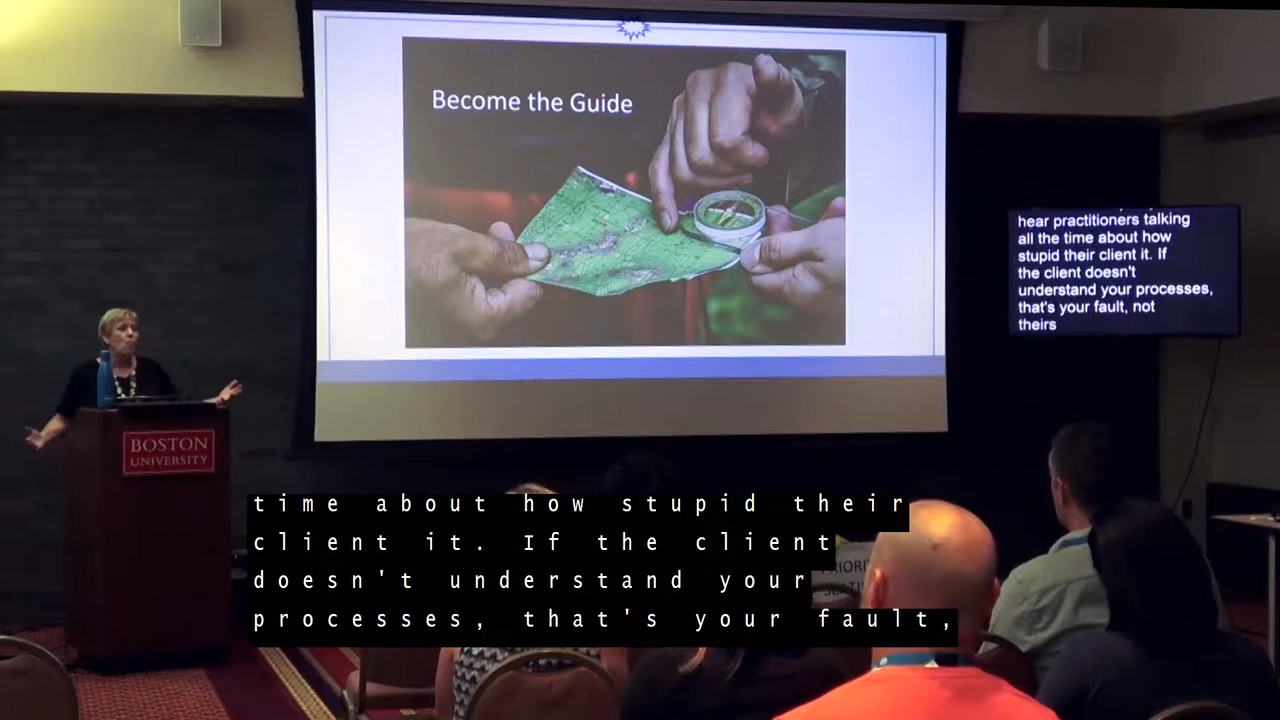 Become the Guide
hear practitioners talking
all the time about how
stupid their client it. If
the client doesn't
understand your processes,
that's your fault, not
theirs
BOSTON
UNIVERSITY
time about how stupid their
client it. If the client
doesn't understand your
processes, that's your fault,